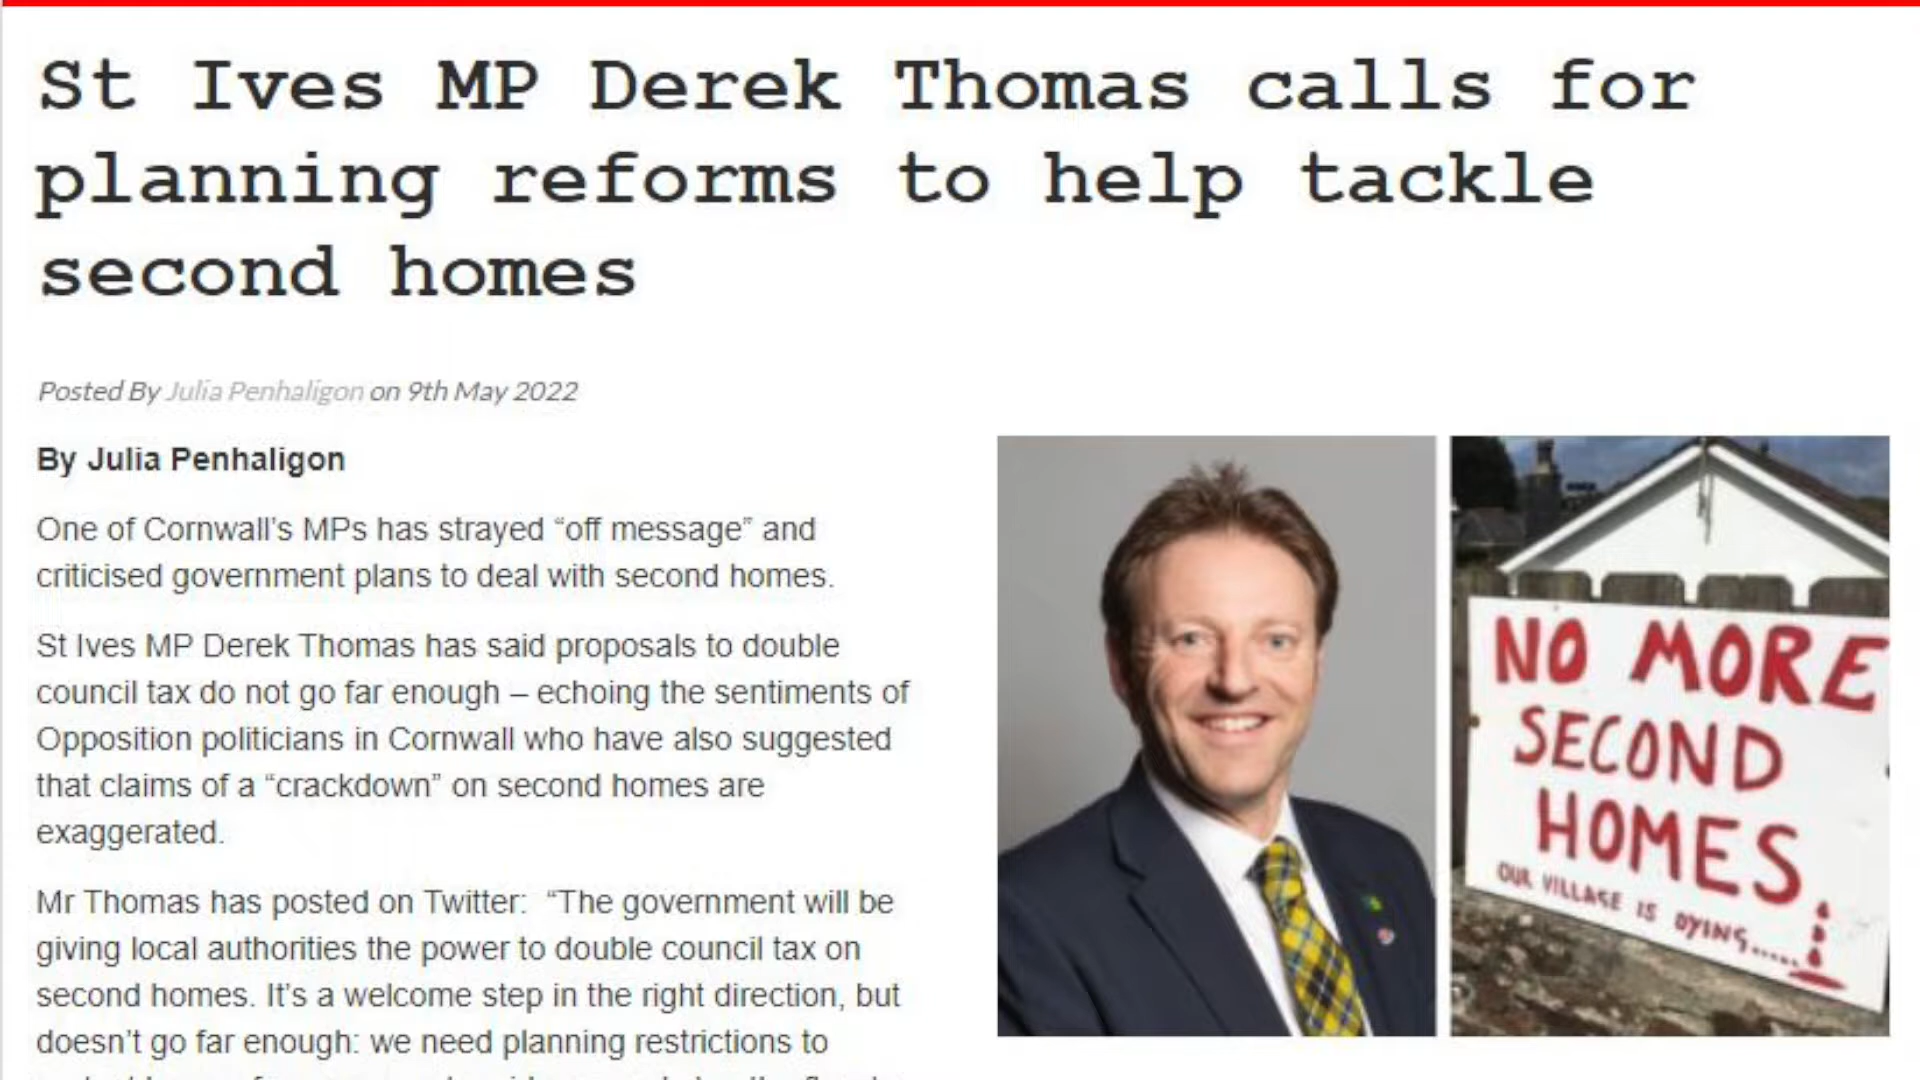 St Ives MP Derek Thomas calls for
planning reforms to help tackle
second homes
Posted By Julia Penhaligon on 9th May 2022
By Julia Penhaligon
One of Cornwall’s MPs has strayed “off message” and
criticised government plans to deal with second homes.
St Ives MP Derek Thomas has said proposals to double
council tax do not go far enough – echoing the sentiments of
Opposition politicians in Cornwall who have also suggested
that claims of a “crackdown” on second homes are
exaggerated.
Mr Thomas has posted on Twitter:  “The government will be
giving local authorities the power to double council tax on
second homes. It’s a welcome step in the right direction, but
doesn’t go far enough: we need planning restrictions to
NO MORE
SECOND
HOMES
OUR VILLAGE IS DYING.....